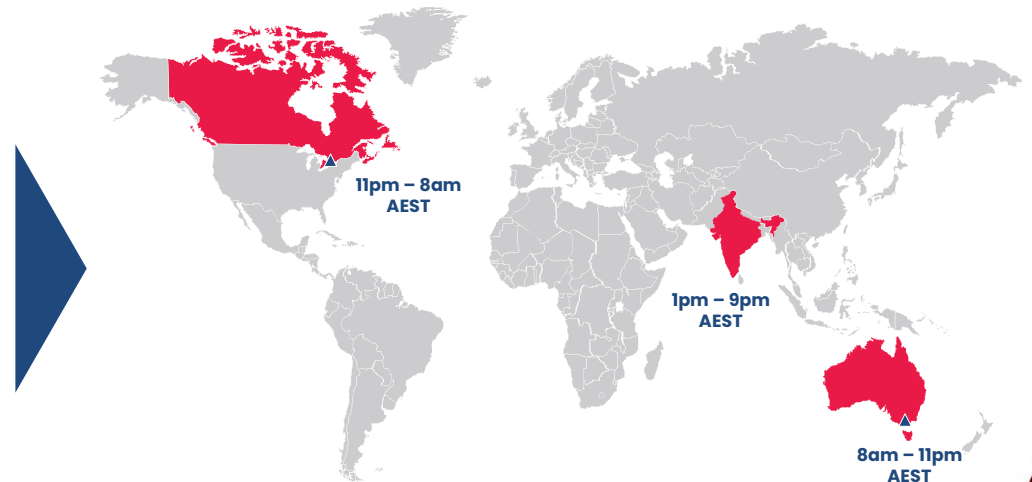 11pm – 8am
AEST
1pm – 9pm
AEST
8am – 11pm
AEST